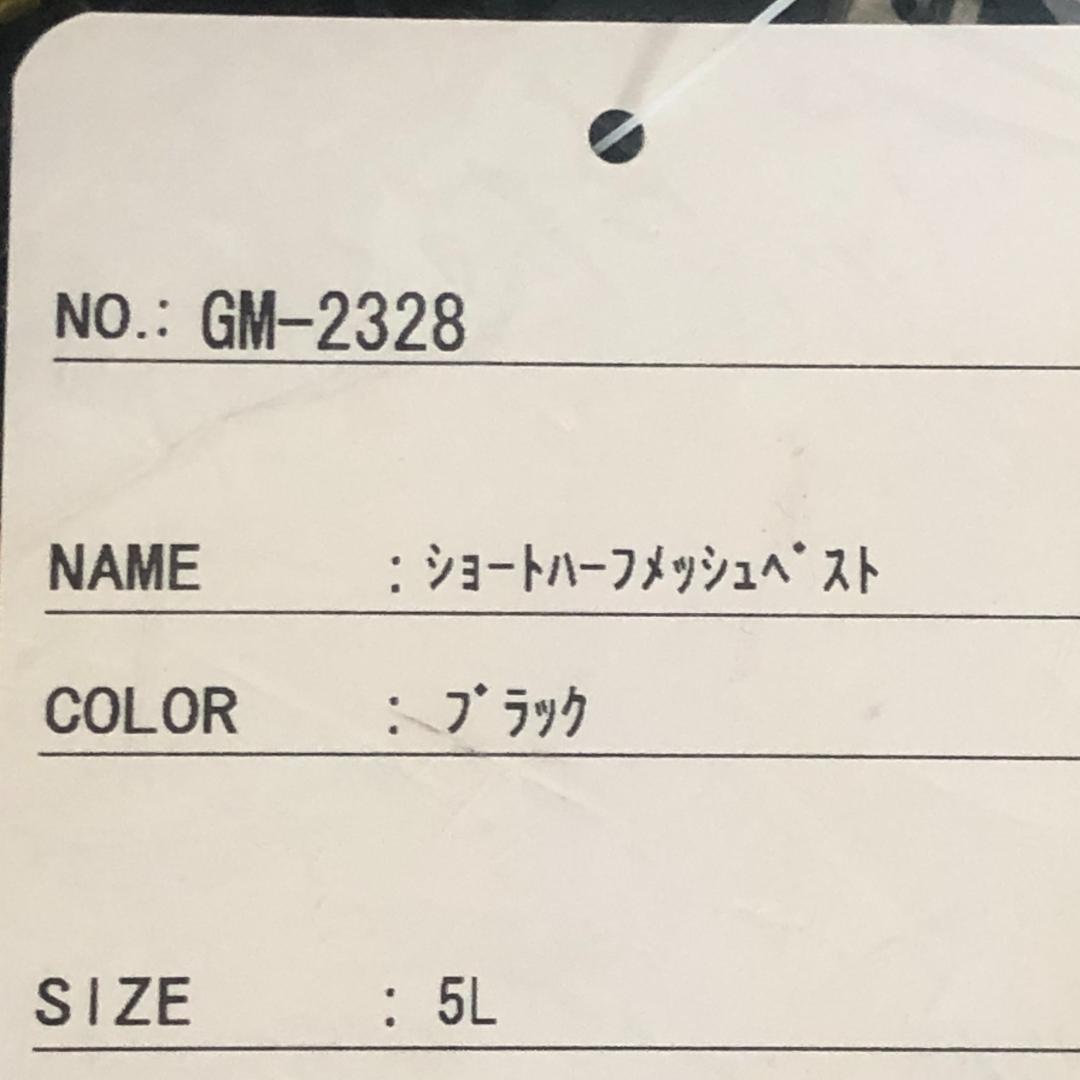 NO.: GM-2328
NAME : ｼｮｰﾄﾊｰﾌﾒｯｼｭﾍﾞｽﾄ
COLOR : ﾌﾞﾗｯｸ
SIZE : 5L